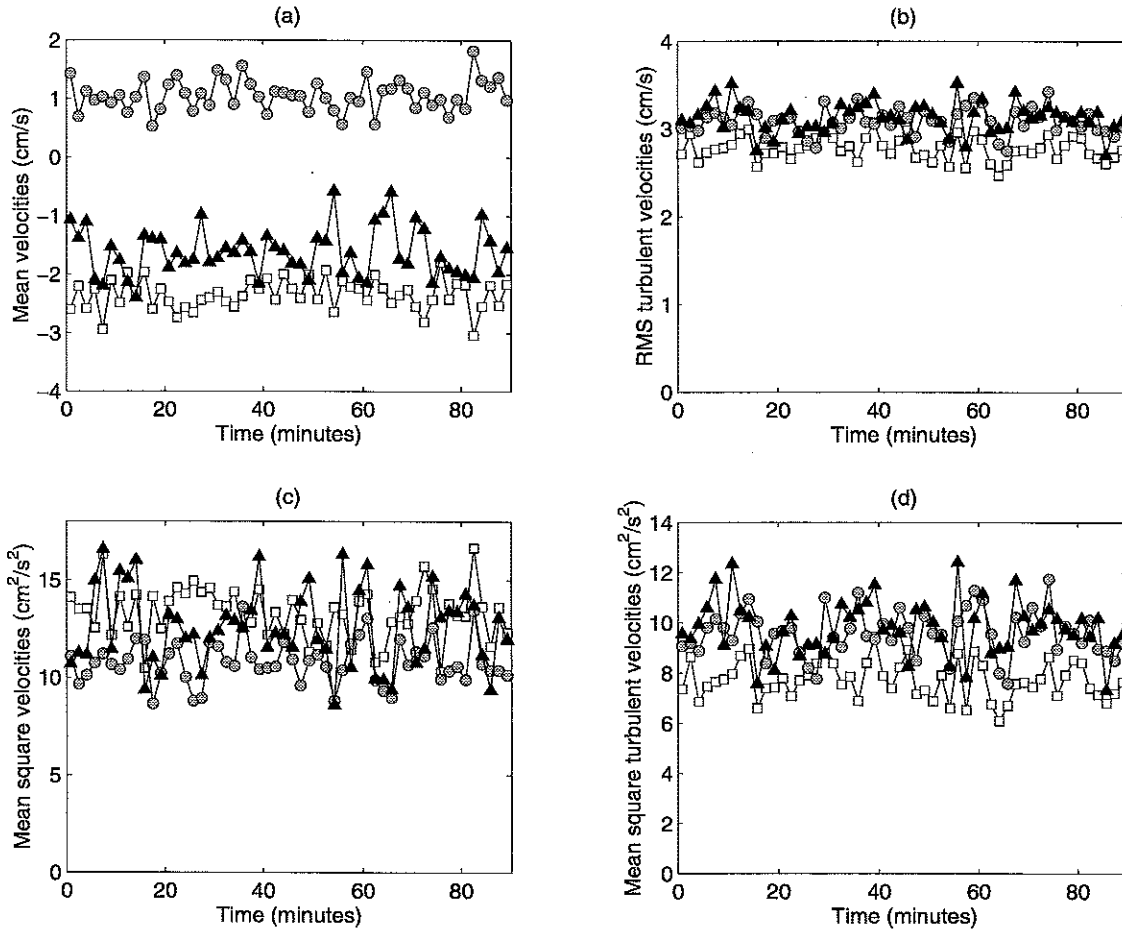 (a)
Mean velocities (cm/s)
2
1
0
−1
−2
−3
−4
0 20 40 60 80
Time (minutes)
(b)
RMS turbulent velocities (cm/s)
4
3
2
1
0
0 20 40 60 80
Time (minutes)
(c)
Mean square velocities (cm²/s²)
15
10
5
0
0 20 40 60 80
Time (minutes)
(d)
Mean square turbulent velocities (cm²/s²)
14
12
10
8
6
4
2
0
0 20 40 60 80
Time (minutes)